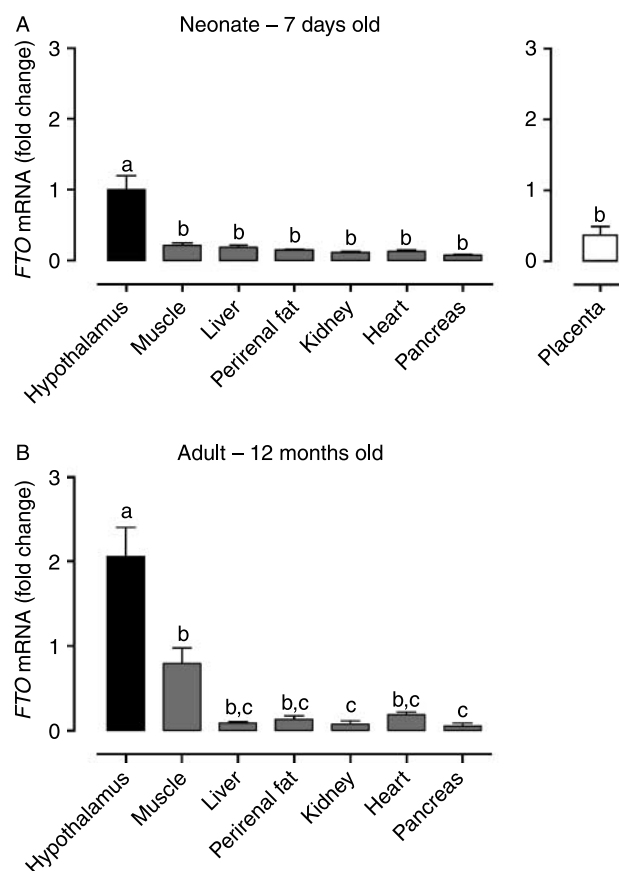 A
Neonate – 7 days old
FTO mRNA (fold change)
3
2
1
0
a
b
b
b
b
b
b
Hypothalamus
Muscle
Liver
Perirenal fat
Kidney
Heart
Pancreas
3
2
1
0
b
Placenta
B
Adult – 12 months old
FTO mRNA (fold change)
3
2
1
0
a
b
b,c
b,c
c
b,c
c
Hypothalamus
Muscle
Liver
Perirenal fat
Kidney
Heart
Pancreas